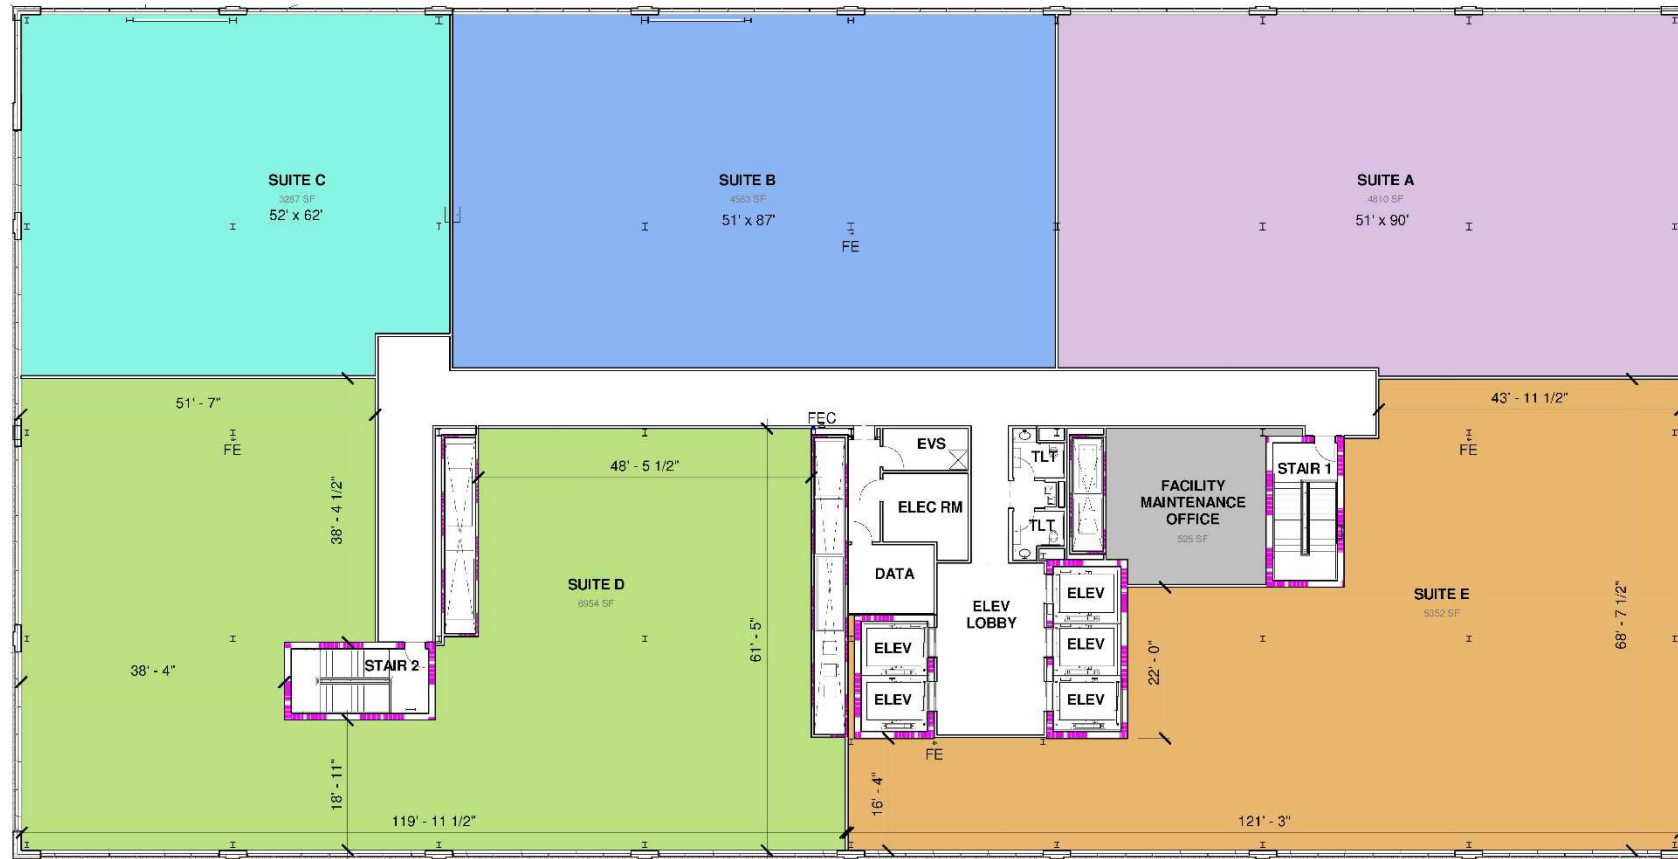 SUITE C
3287 SF
52' x 62'
SUITE B
4563 SF
51' x 87'
FE
SUITE A
4810 SF
51' x 90'
51' - 7"
FE
38' - 4 1/2"
48' - 5 1/2"
FEC
EVS
ELEC RM
DATA
TLT
TLT
FACILITY
MAINTENANCE
OFFICE
525 SF
STAIR 1
43' - 11 1/2"
FE
SUITE D
6954 SF
61' - 5"
ELEV
LOBBY
ELEV
ELEV
ELEV
ELEV
ELEV
SUITE E
5352 SF
68' - 7 1/2"
22' - 0"
38' - 4"
STAIR 2
18' - 11"
FE
16' - 4"
119' - 11 1/2"
121' - 3"